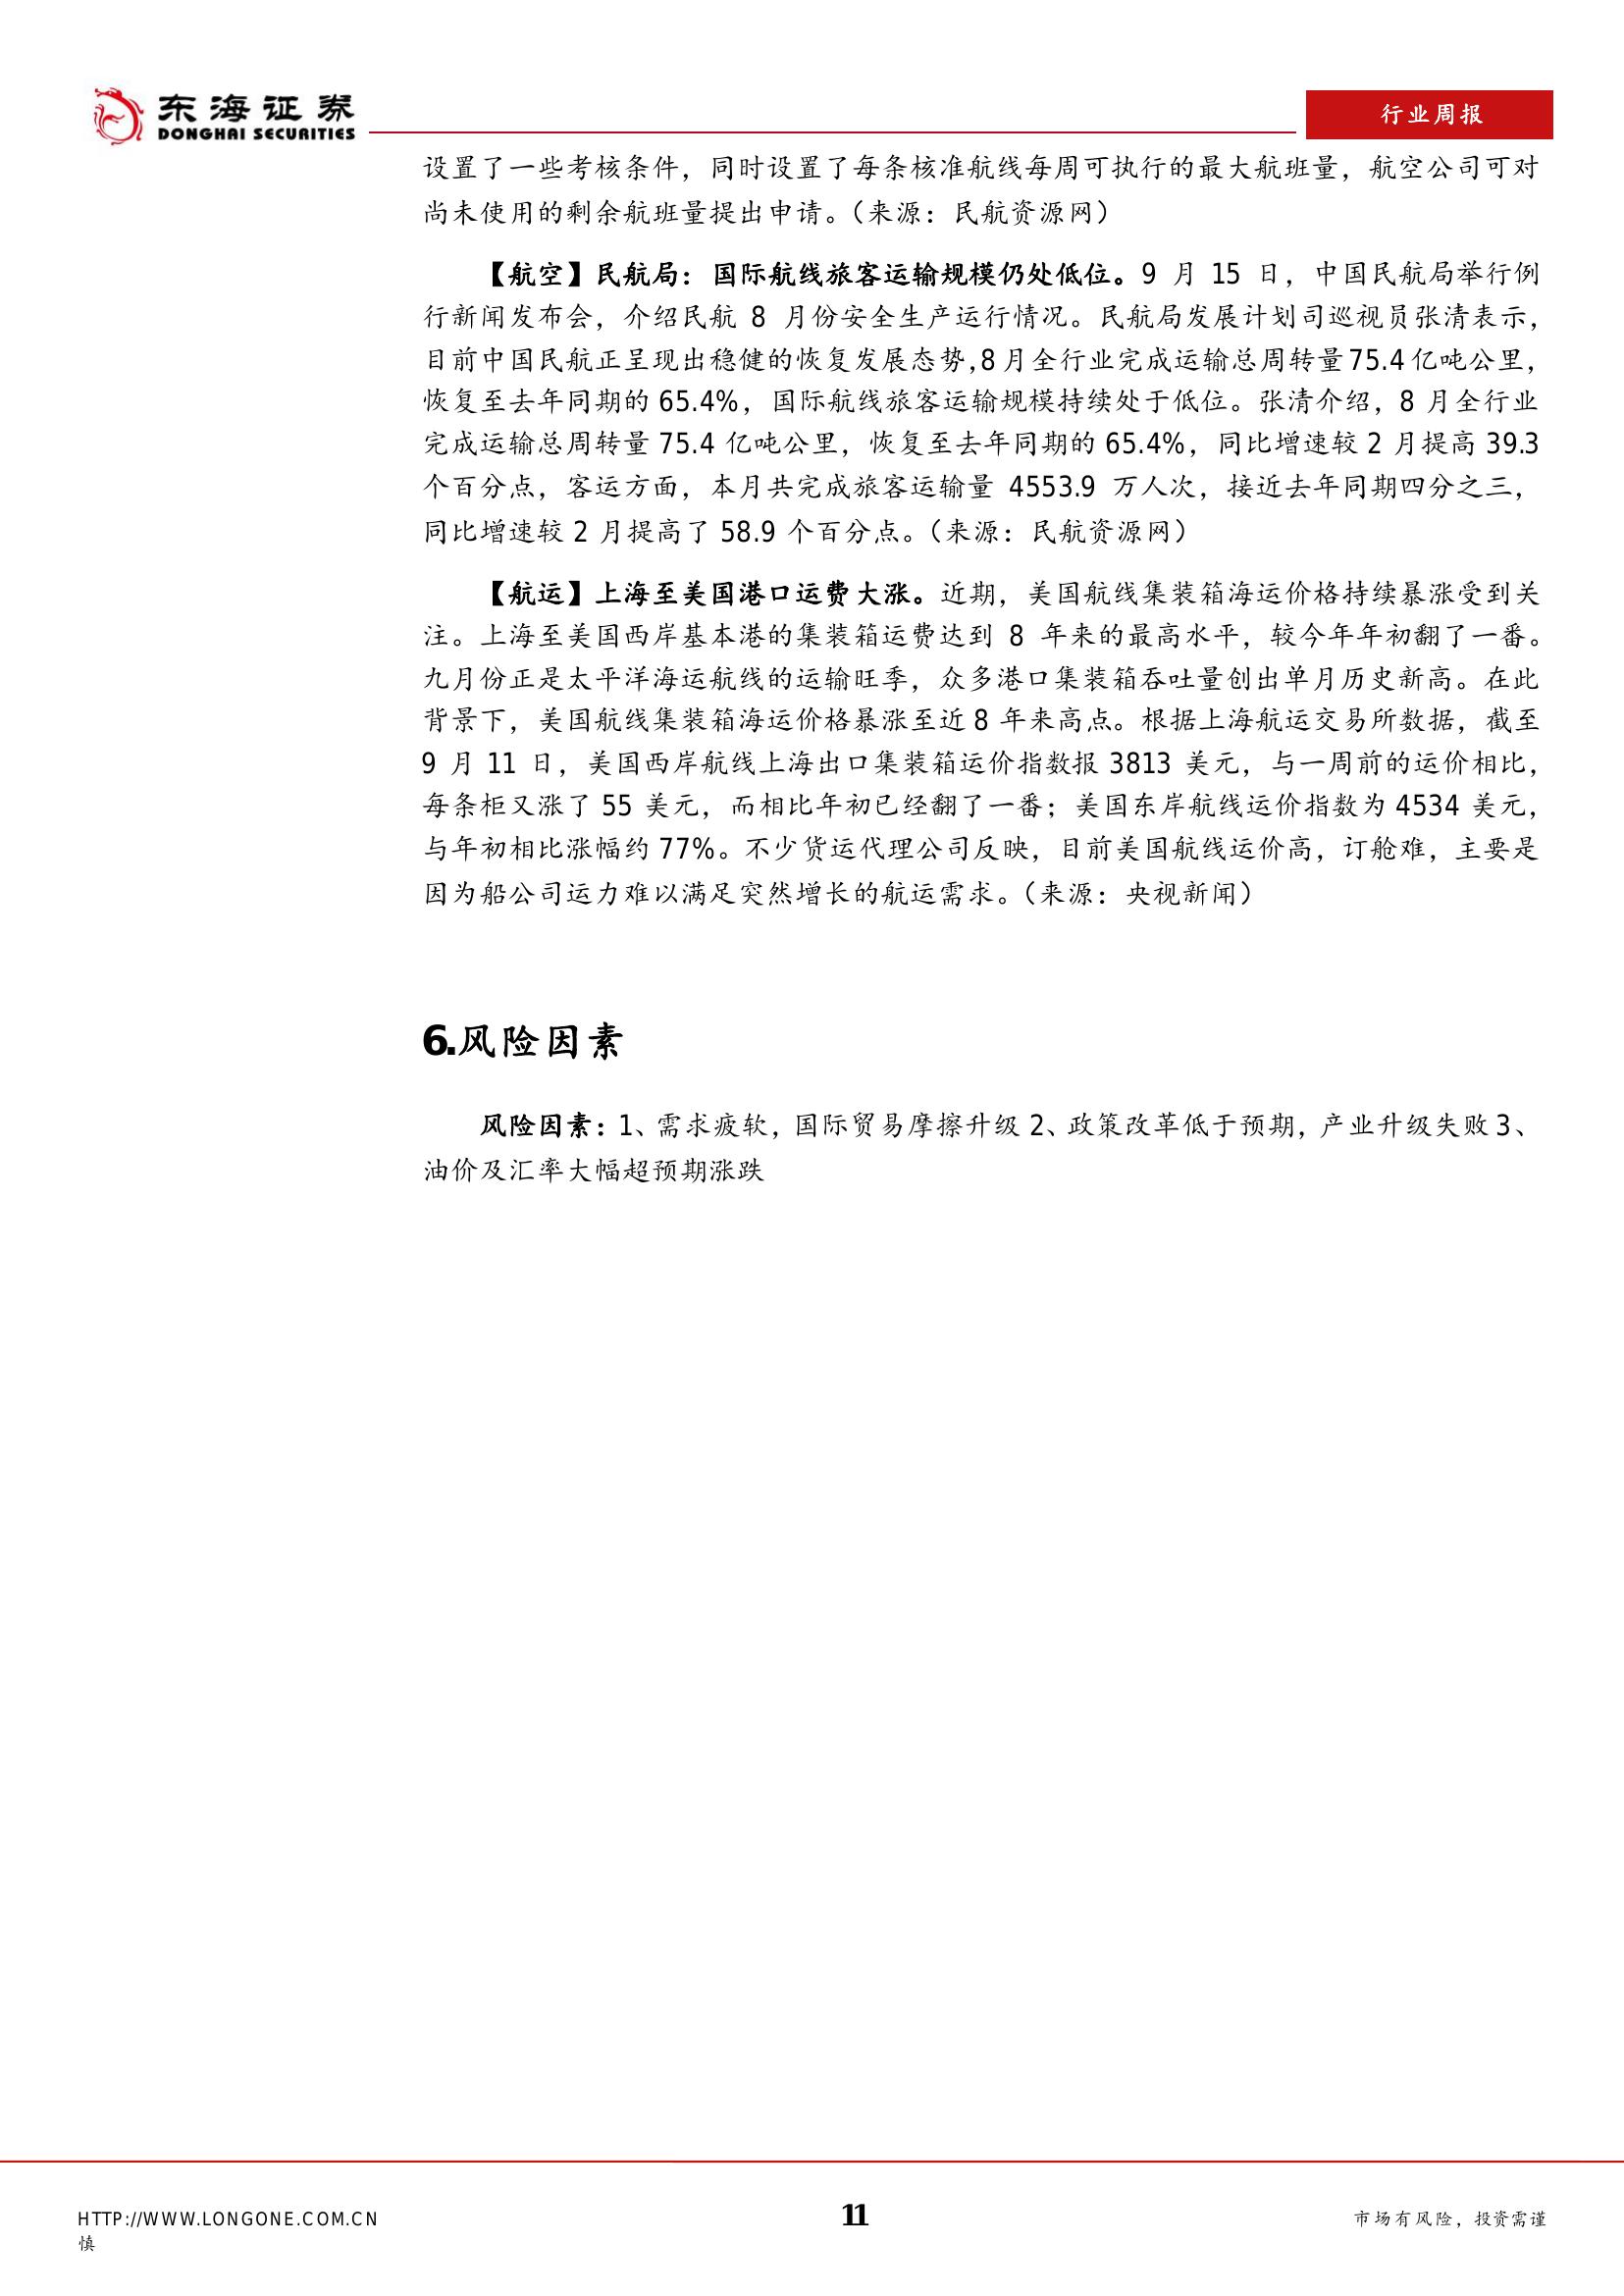 东海证券
DONGHAI SECURITIES
行业周报
设置了一些考核条件，同时设置了每条核准航线每周可执行的最大航班量，航空公司可对
尚未使用的剩余航班量提出申请。（来源：民航资源网）
【航空】民航局：国际航线旅客运输规模仍处低位。9 月 15 日，中国民航局举行例
行新闻发布会，介绍民航 8 月份安全生产运行情况。民航局发展计划司巡视员张清表示，
目前中国民航正呈现出稳健的恢复发展态势，8 月全行业完成运输总周转量 75.4 亿吨公里，
恢复至去年同期的 65.4%，国际航线旅客运输规模持续处于低位。张清介绍，8 月全行业
完成运输总周转量 75.4 亿吨公里，恢复至去年同期的 65.4%，同比增速较 2 月提高 39.3
个百分点，客运方面，本月共完成旅客运输量 4553.9 万人次，接近去年同期四分之三，
同比增速较 2 月提高了 58.9 个百分点。（来源：民航资源网）
【航运】上海至美国港口运费大涨。近期，美国航线集装箱海运价格持续暴涨受到关
注。上海至美国西岸基本港的集装箱运费达到 8 年来的最高水平，较今年年初翻了一番。
九月份正是太平洋海运航线的运输旺季，众多港口集装箱吞吐量创出单月历史新高。在此
背景下，美国航线集装箱海运价格暴涨至近 8 年来高点。根据上海航运交易所数据，截至
9 月 11 日，美国西岸航线上海出口集装箱运价指数报 3813 美元，与一周前的运价相比，
每条柜又涨了 55 美元，而相比年初已经翻了一番；美国东岸航线运价指数为 4534 美元，
与年初相比涨幅约 77%。不少货运代理公司反映，目前美国航线运价高，订舱难，主要是
因为船公司运力难以满足突然增长的航运需求。（来源：央视新闻）
6.风险因素
风险因素：1、需求疲软，国际贸易摩擦升级 2、政策改革低于预期，产业升级失败 3、
油价及汇率大幅超预期涨跌
HTTP://WWW.LONGONE.COM.CN 11 市场有风险，投资需谨
慎